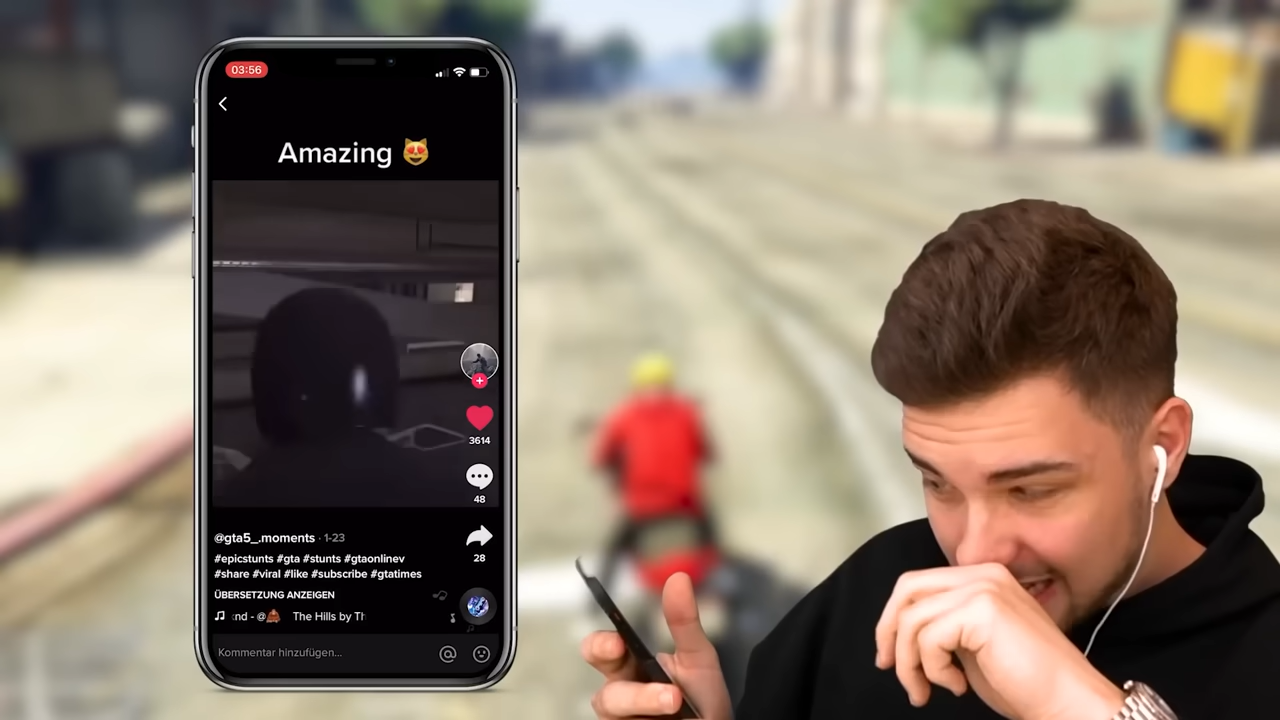 03:56
Amazing
3614
48
28
@gta5_.moments · 1-23
#epicstunts #gta #stunts #gtaonlinev
#share #viral #like #subscribe #gtatimes
ÜBERSETZUNG ANZEIGEN
nd - @ The Hills by Th
Kommentar hinzufügen...